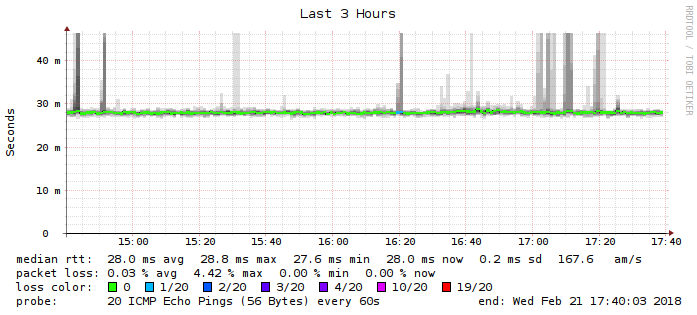 Last 3 Hours
RRDTOOL / TOBI OETIKER
Seconds
40 m
30 m
20 m
10 m
0
15:00 15:20 15:40 16:00 16:20 16:40 17:00 17:20 17:40
median rtt: 28.0 ms avg 28.8 ms max 27.6 ms min 28.0 ms now 0.2 ms sd 167.6 am/s
packet loss: 0.03 % avg 4.42 % max 0.00 % min 0.00 % now
loss color: 0 1/20 2/20 3/20 4/20 10/20 19/20
probe: 20 ICMP Echo Pings (56 Bytes) every 60s end: Wed Feb 21 17:40:03 2018